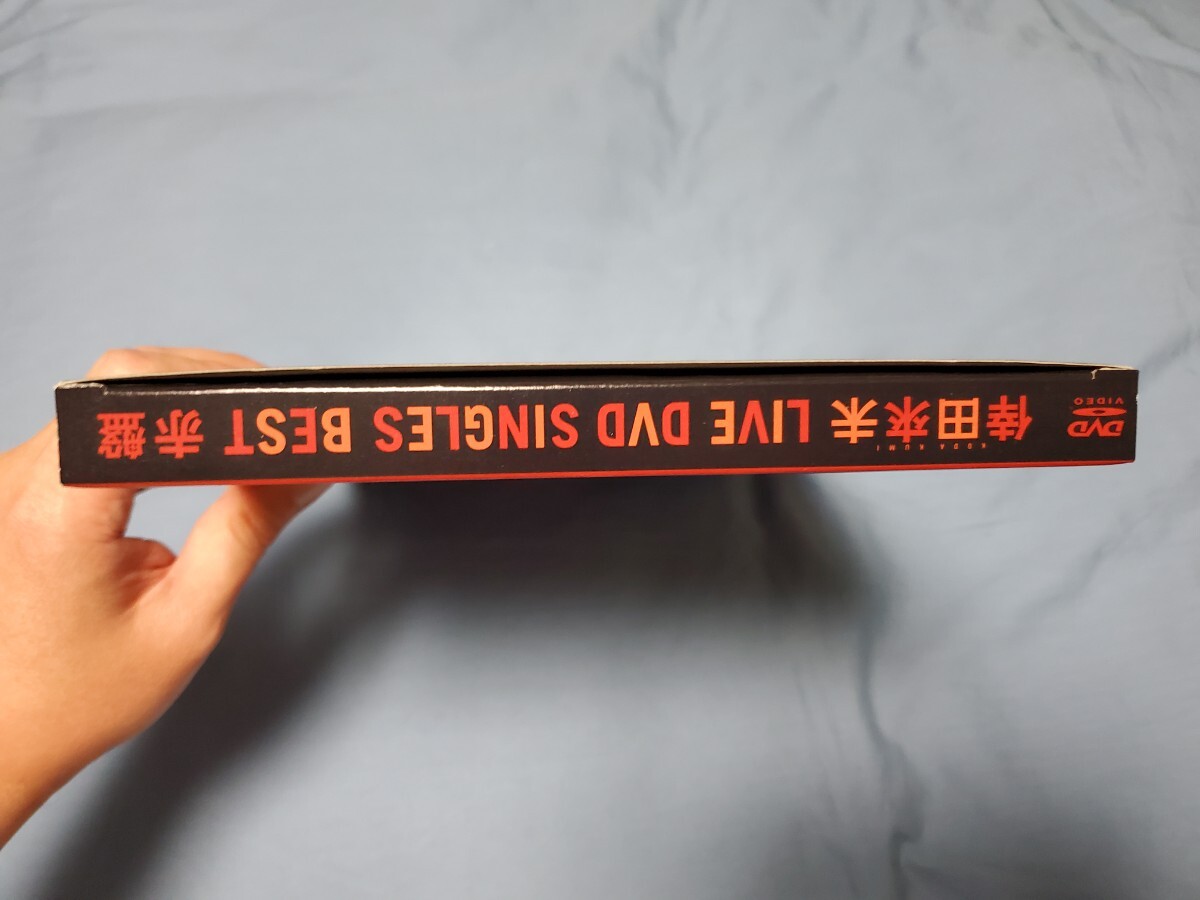 DVD
VIDEO
倖田來未 LIVE DVD SINGLES BEST 赤盤
KODA KUMI